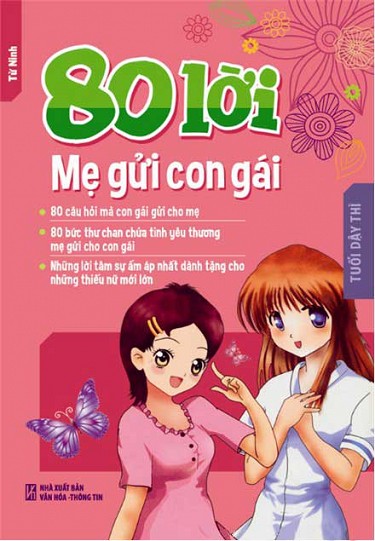 Từ Ninh
80 lời
Mẹ gửi con gái
80 câu hỏi mà con gái gửi cho mẹ
80 bức thư chan chứa tình yêu thương
mẹ gửi cho con gái
Những lời tâm sự ấm áp nhất dành tặng cho
những thiếu nữ mới lớn
TUỔI DẬY THÌ
NHÀ XUẤT BẢN
VĂN HÓA -THÔNG TIN